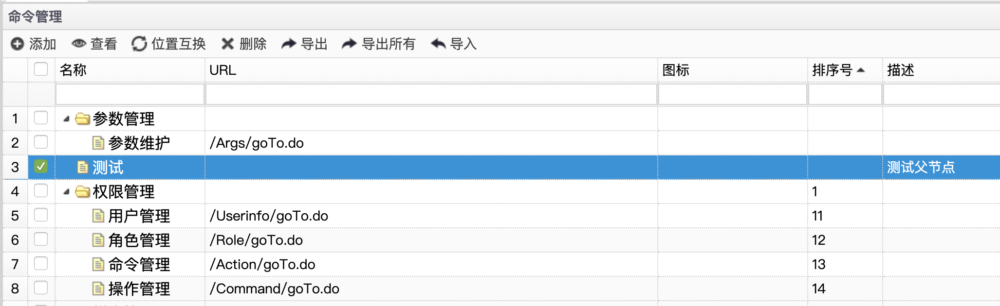 命令管理
添加 查看 位置互换 删除 导出 导出所有 导入
名称 URL 图标 排序号 描述
1 参数管理
2 参数维护 /Args/goTo.do
3 测试 测试父节点
4 权限管理 1
5 用户管理 /Userinfo/goTo.do 11
6 角色管理 /Role/goTo.do 12
7 命令管理 /Action/goTo.do 13
8 操作管理 /Command/goTo.do 14